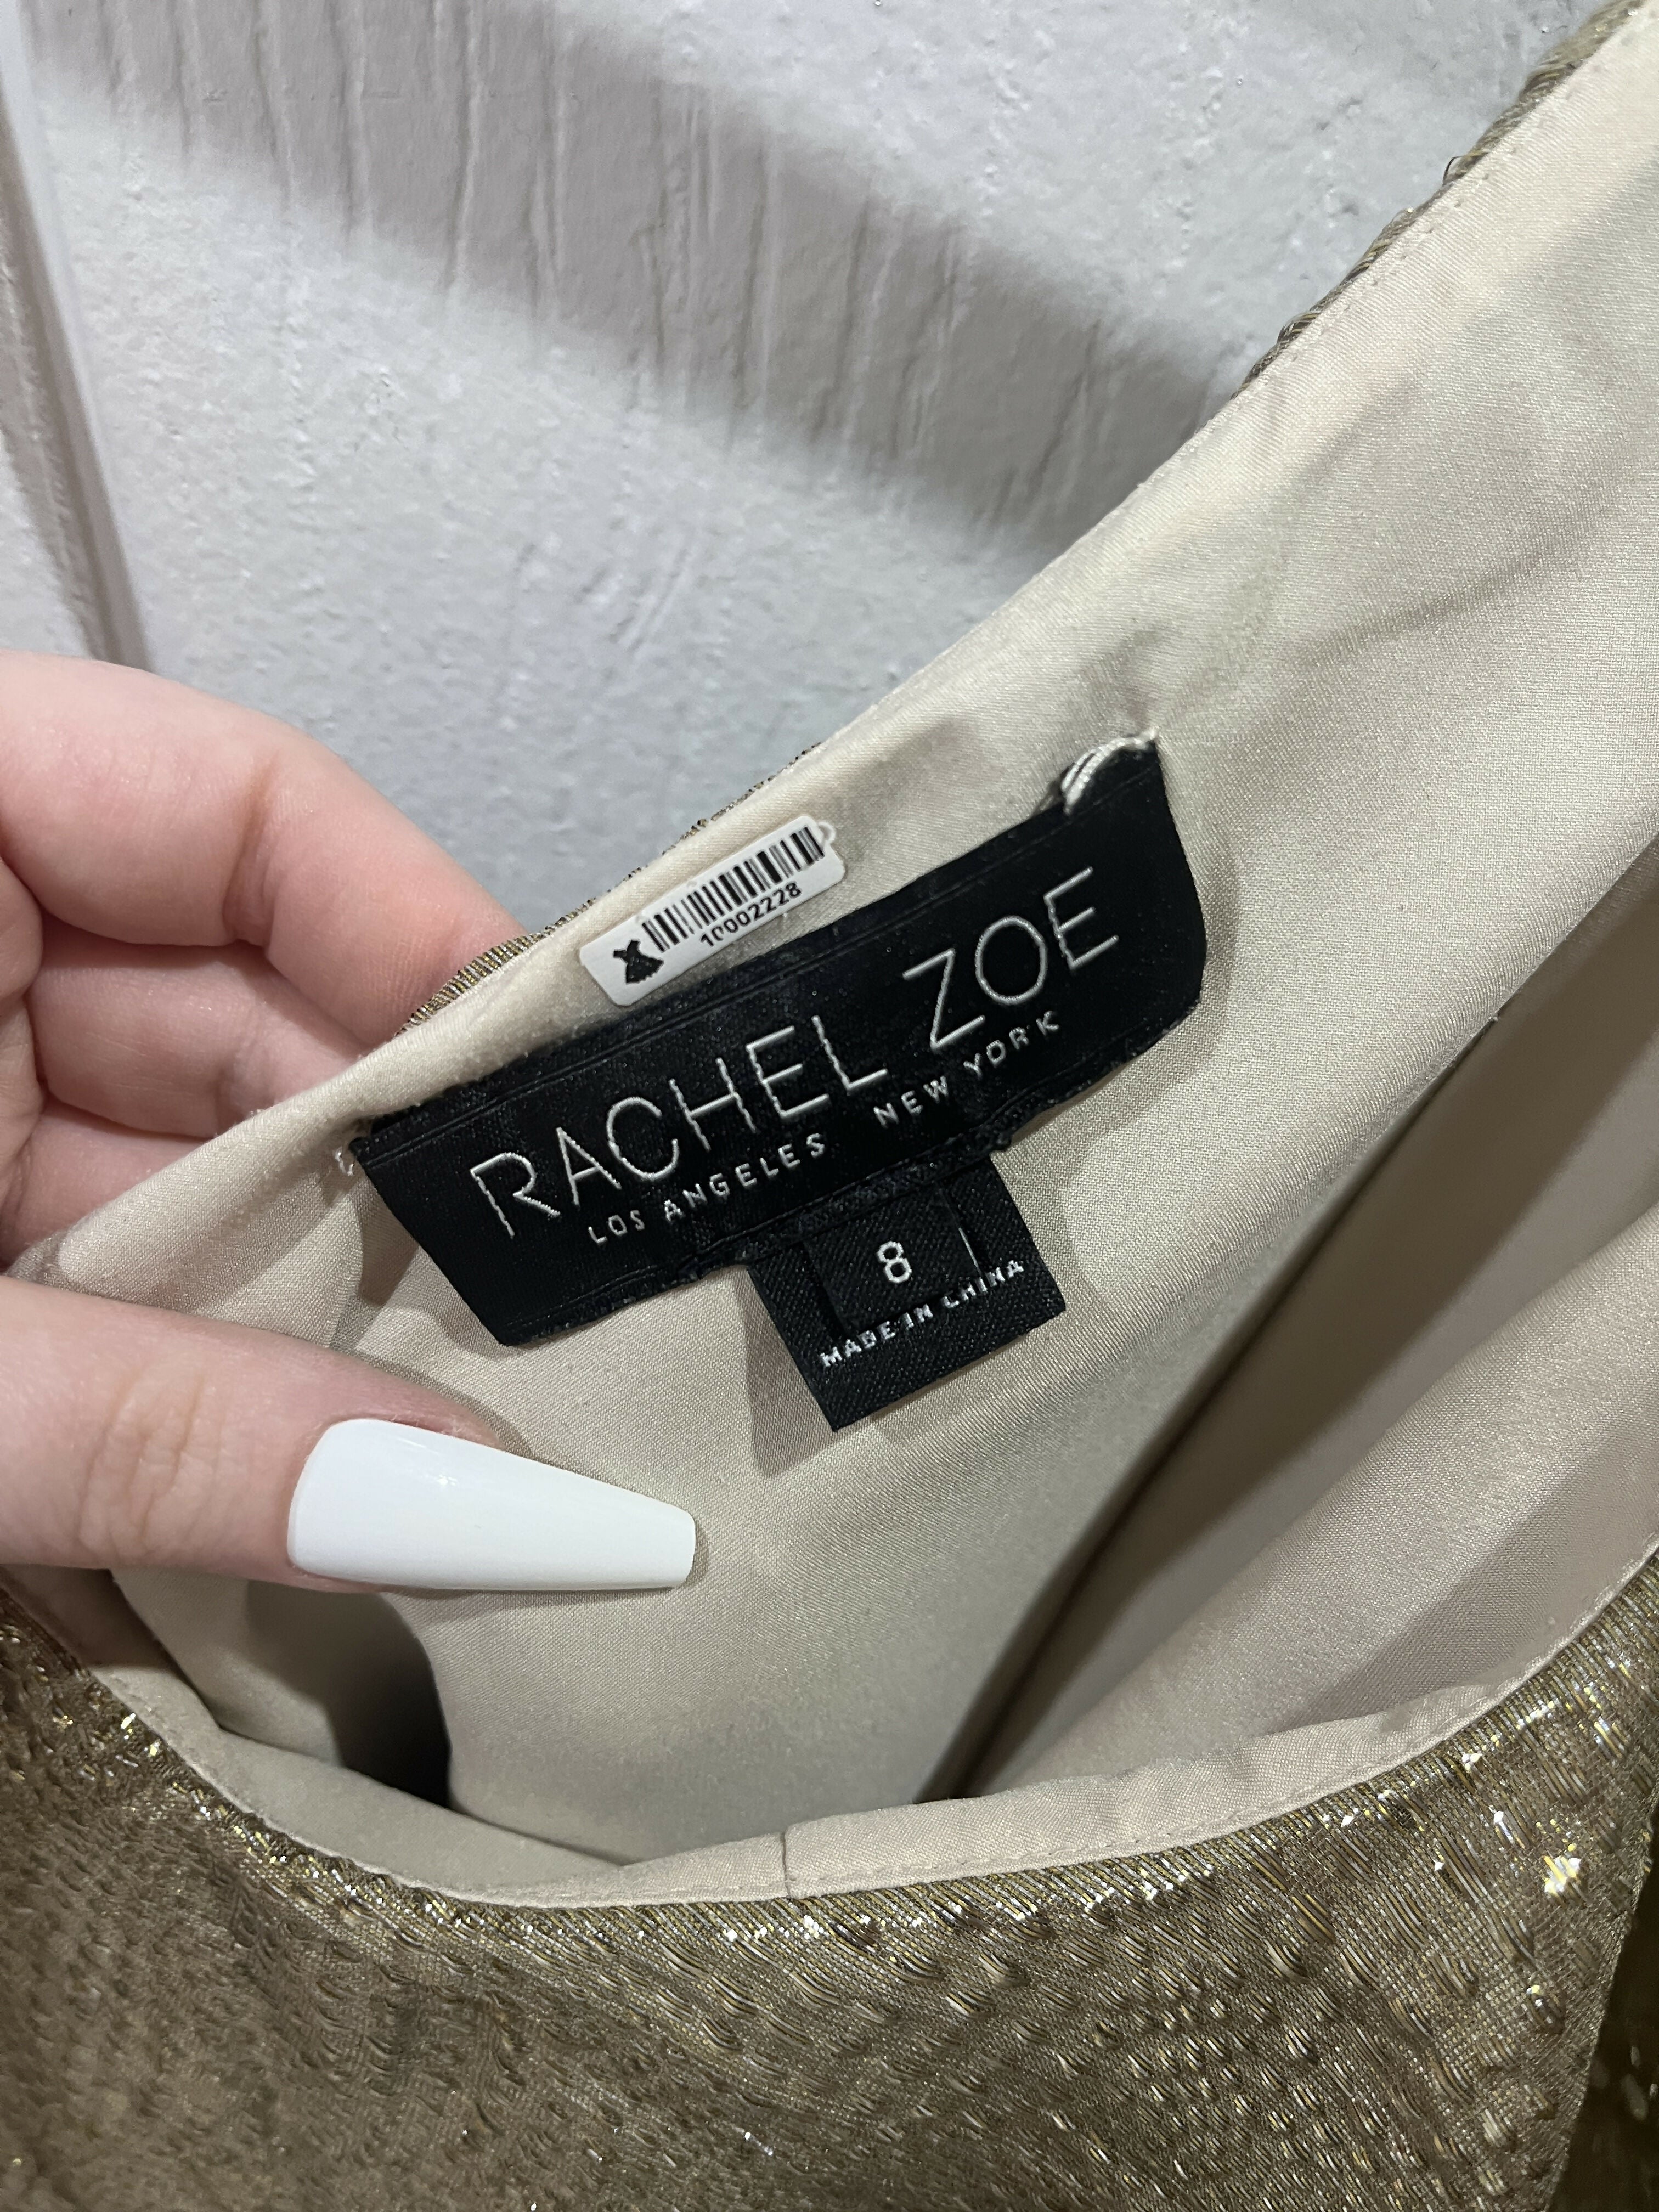 10002228
RACHEL ZOE
LOS ANGELES NEW YORK
8
MADE IN CHINA